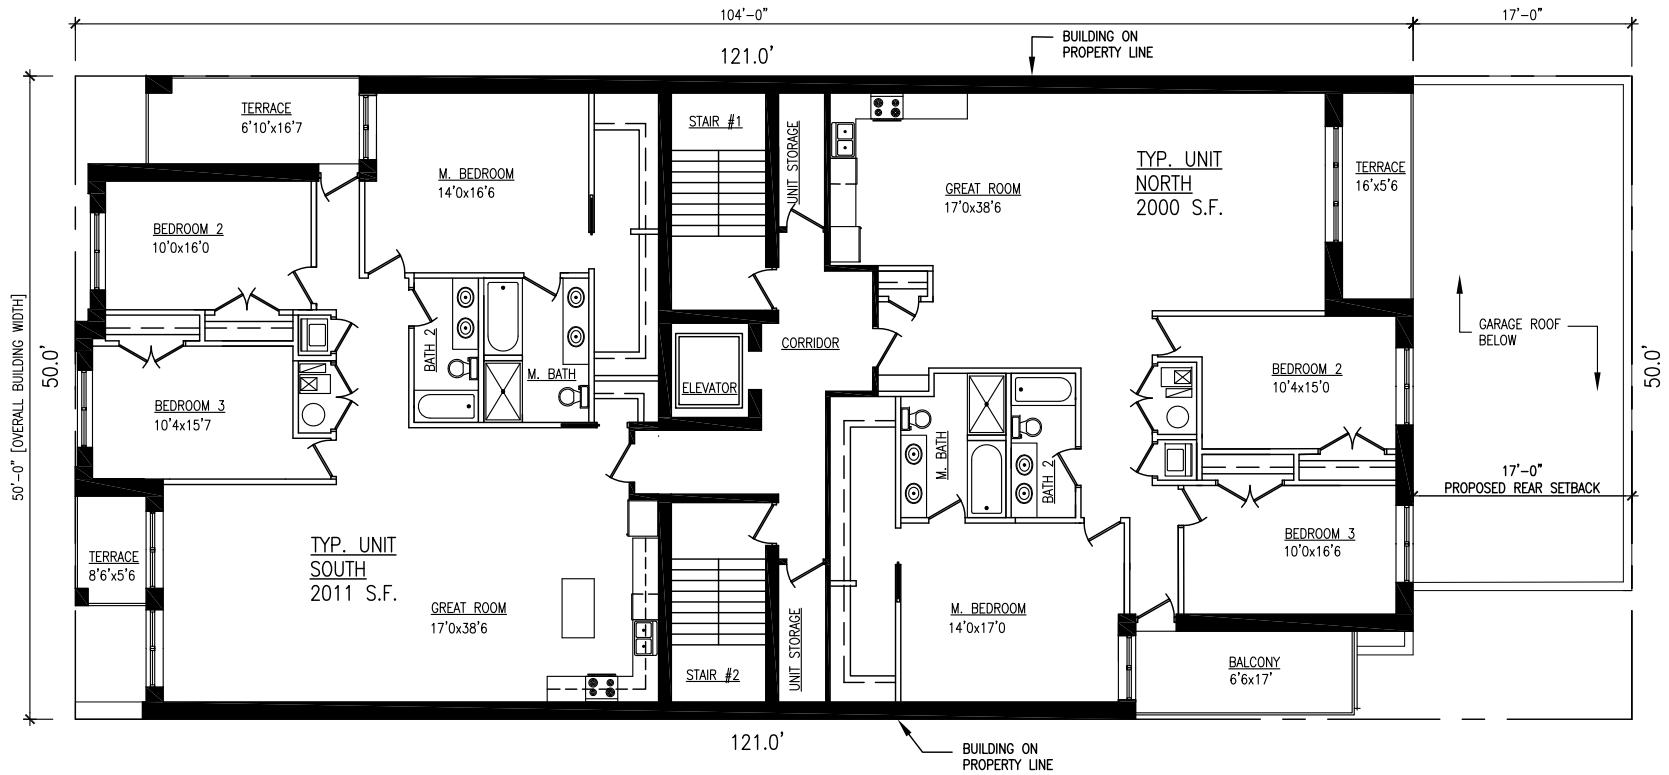 104'-0"
17'-0"
121.0'
BUILDING ON
PROPERTY LINE
TERRACE
6'10'x16'7
M. BEDROOM
14'0x16'6
STAIR #1
UNIT STORAGE
GREAT ROOM
17'0x38'6
TYP. UNIT
NORTH
2000 S.F.
TERRACE
16'x5'6
BEDROOM 2
10'0x16'0
50'-0" [OVERALL BUILDING WIDTH]
50.0'
BATH 2
M. BATH
ELEVATOR
CORRIDOR
BEDROOM 3
10'4x15'7
GARAGE ROOF
BELOW
BEDROOM 2
10'4x15'0
50.0'
M. BATH
BATH 2
17'-0"
PROPOSED REAR SETBACK
BEDROOM 3
10'0x16'6
TERRACE
8'6'x5'6
TYP. UNIT
SOUTH
2011 S.F.
GREAT ROOM
17'0x38'6
M. BEDROOM
14'0x17'0
STAIR #2
UNIT STORAGE
BALCONY
6'6x17'
121.0'
BUILDING ON
PROPERTY LINE